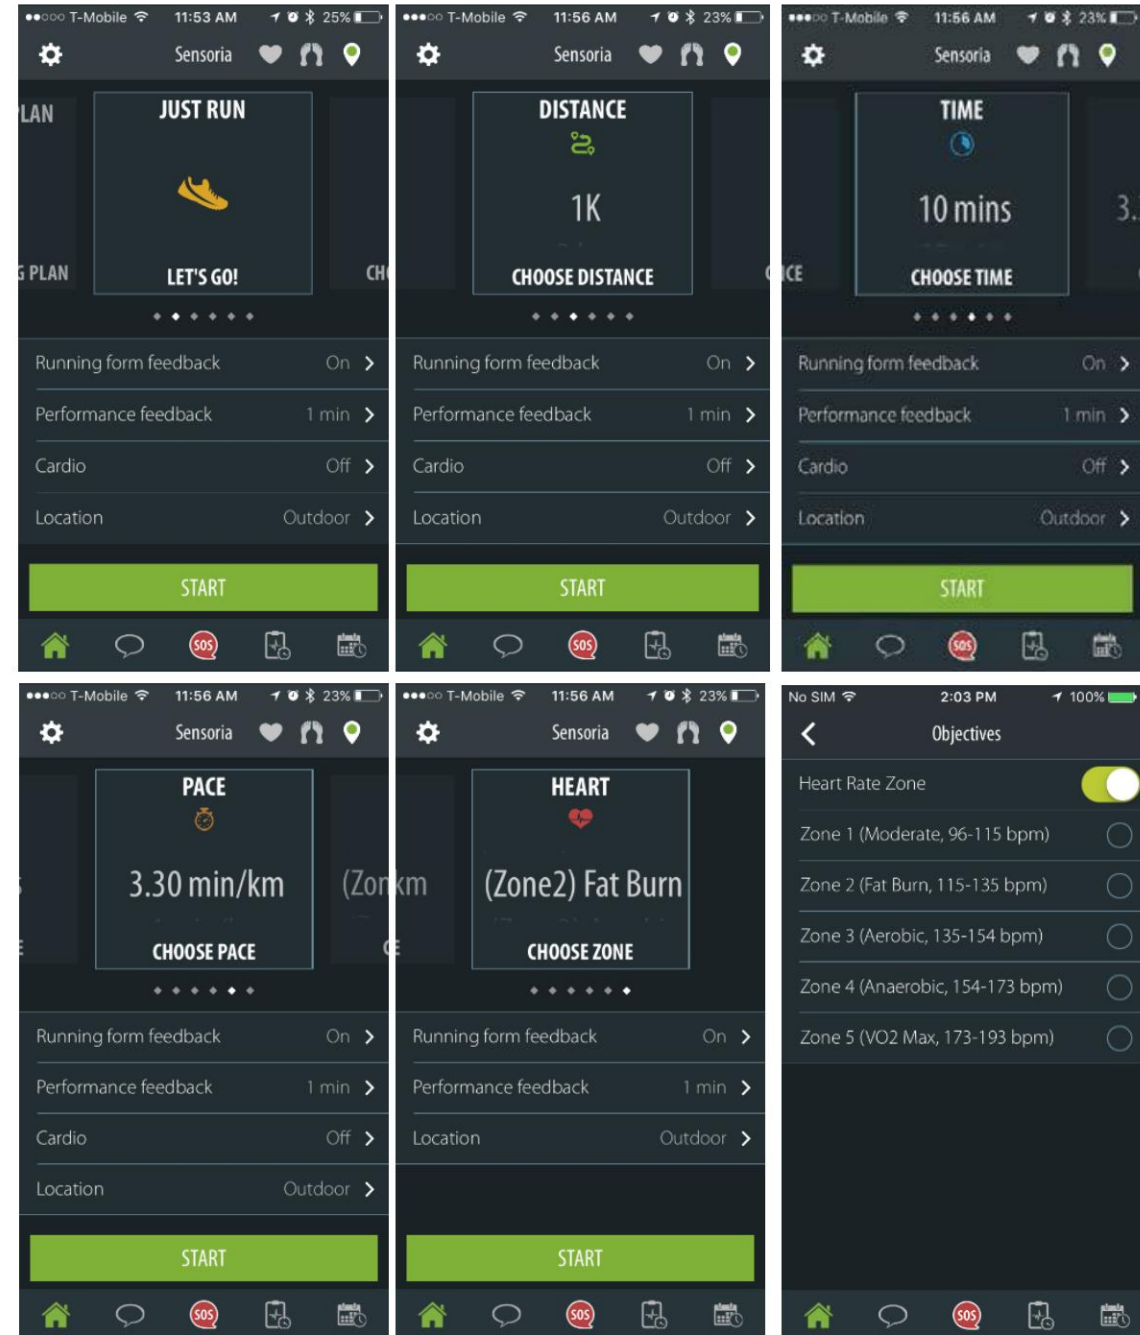 T-Mobile 11:53 AM 25%
Sensoria
PLAN
JUST RUN
G PLAN
LET'S GO!
CH
Running form feedback On
Performance feedback 1 min
Cardio Off
Location Outdoor
START
SOS
T-Mobile 11:56 AM 23%
Sensoria
DISTANCE
1K
CHOOSE DISTANCE
Running form feedback On
Performance feedback 1 min
Cardio Off
Location Outdoor
START
SOS
T-Mobile 11:56 AM 23%
Sensoria
TIME
10 mins
3.
CE
CHOOSE TIME
Running form feedback On
Performance feedback 1 min
Cardio Off
Location Outdoor
START
SOS
T-Mobile 11:56 AM 23%
Sensoria
PACE
3.30 min/km
(Zon
CHOOSE PACE
Running form feedback On
Performance feedback 1 min
Cardio Off
Location Outdoor
START
SOS
T-Mobile 11:56 AM 23%
Sensoria
HEART
km
(Zone2) Fat Burn
CHOOSE ZONE
Running form feedback On
Performance feedback 1 min
Location Outdoor
START
SOS
No SIM 2:03 PM 100%
Objectives
Heart Rate Zone
Zone 1 (Moderate, 96-115 bpm)
Zone 2 (Fat Burn, 115-135 bpm)
Zone 3 (Aerobic, 135-154 bpm)
Zone 4 (Anaerobic, 154-173 bpm)
Zone 5 (VO2 Max, 173-193 bpm)
SOS